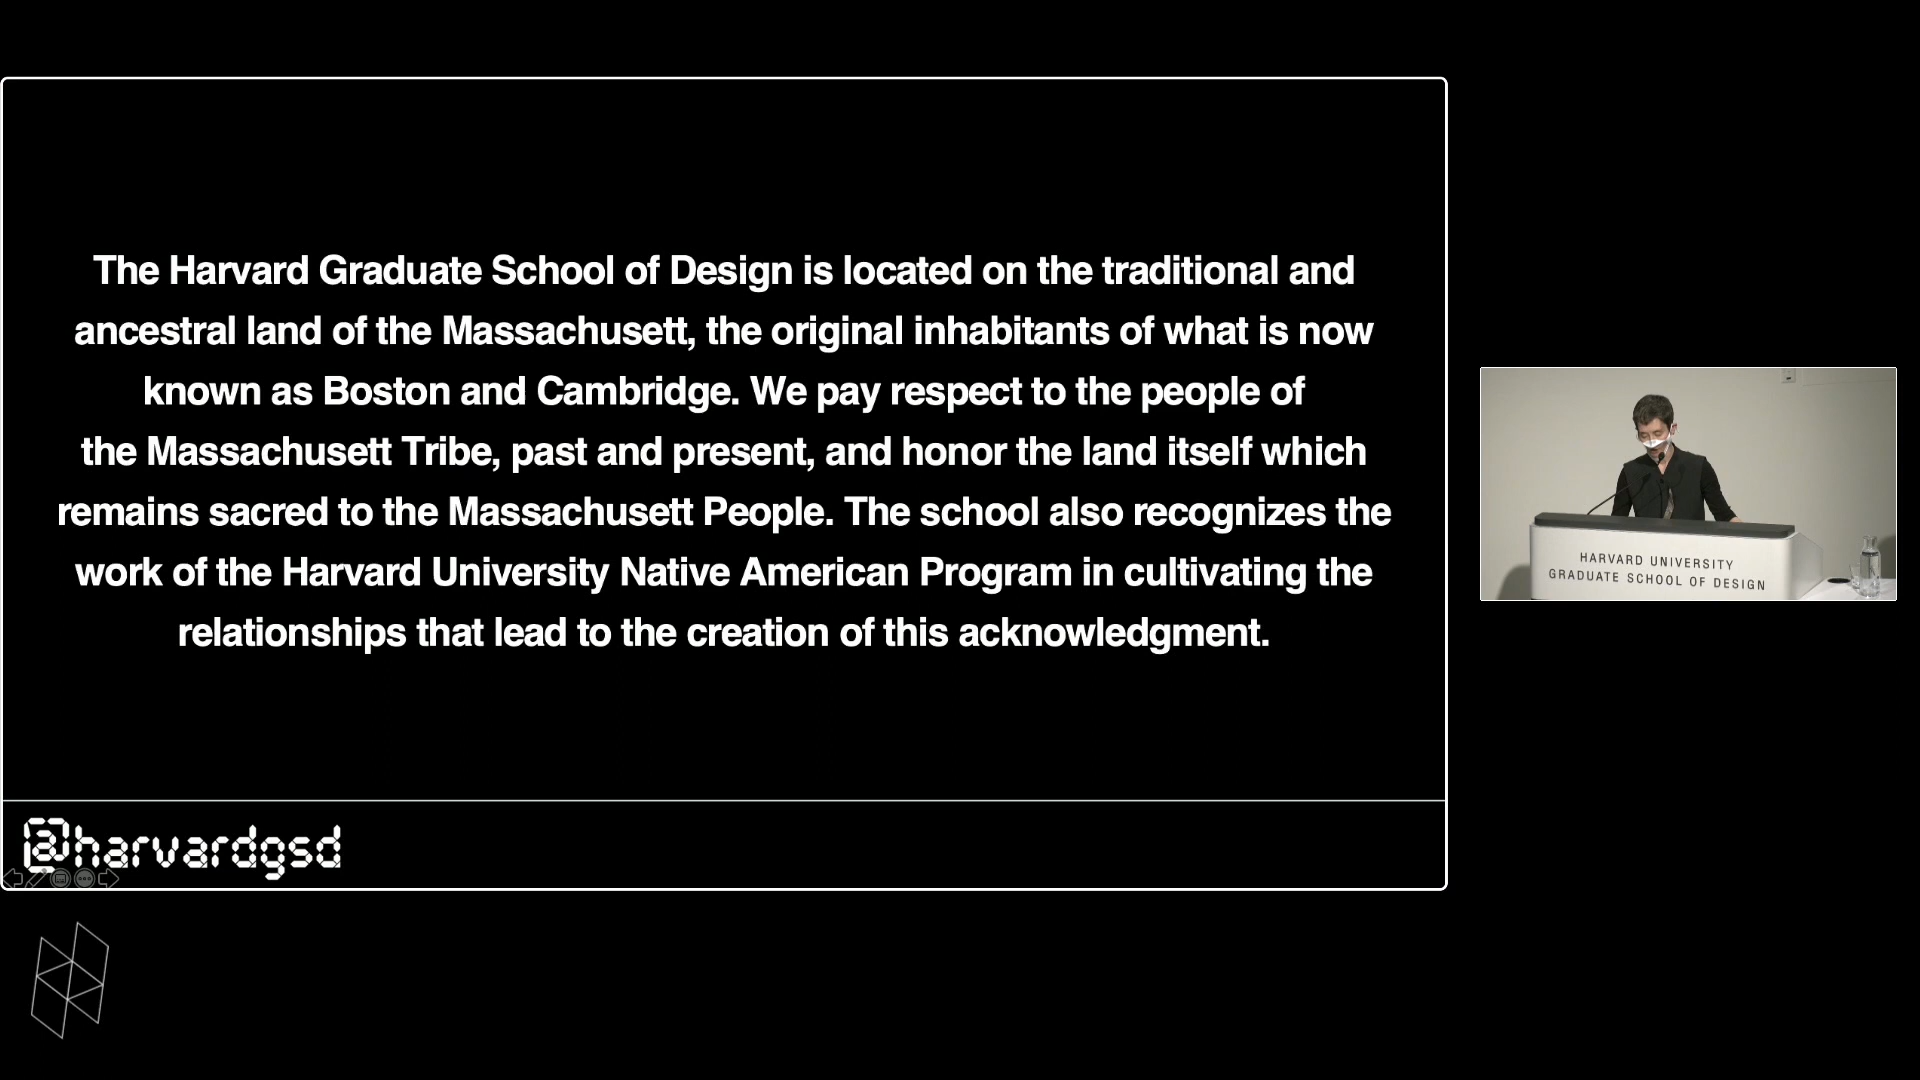 The Harvard Graduate School of Design is located on the traditional and
ancestral land of the Massachusett, the original inhabitants of what is now
known as Boston and Cambridge. We pay respect to the people of
the Massachusett Tribe, past and present, and honor the land itself which
remains sacred to the Massachusett People. The school also recognizes the
work of the Harvard University Native American Program in cultivating the
relationships that lead to the creation of this acknowledgment.
@harvardgsd
HARVARD UNIVERSITY
GRADUATE SCHOOL OF DESIGN